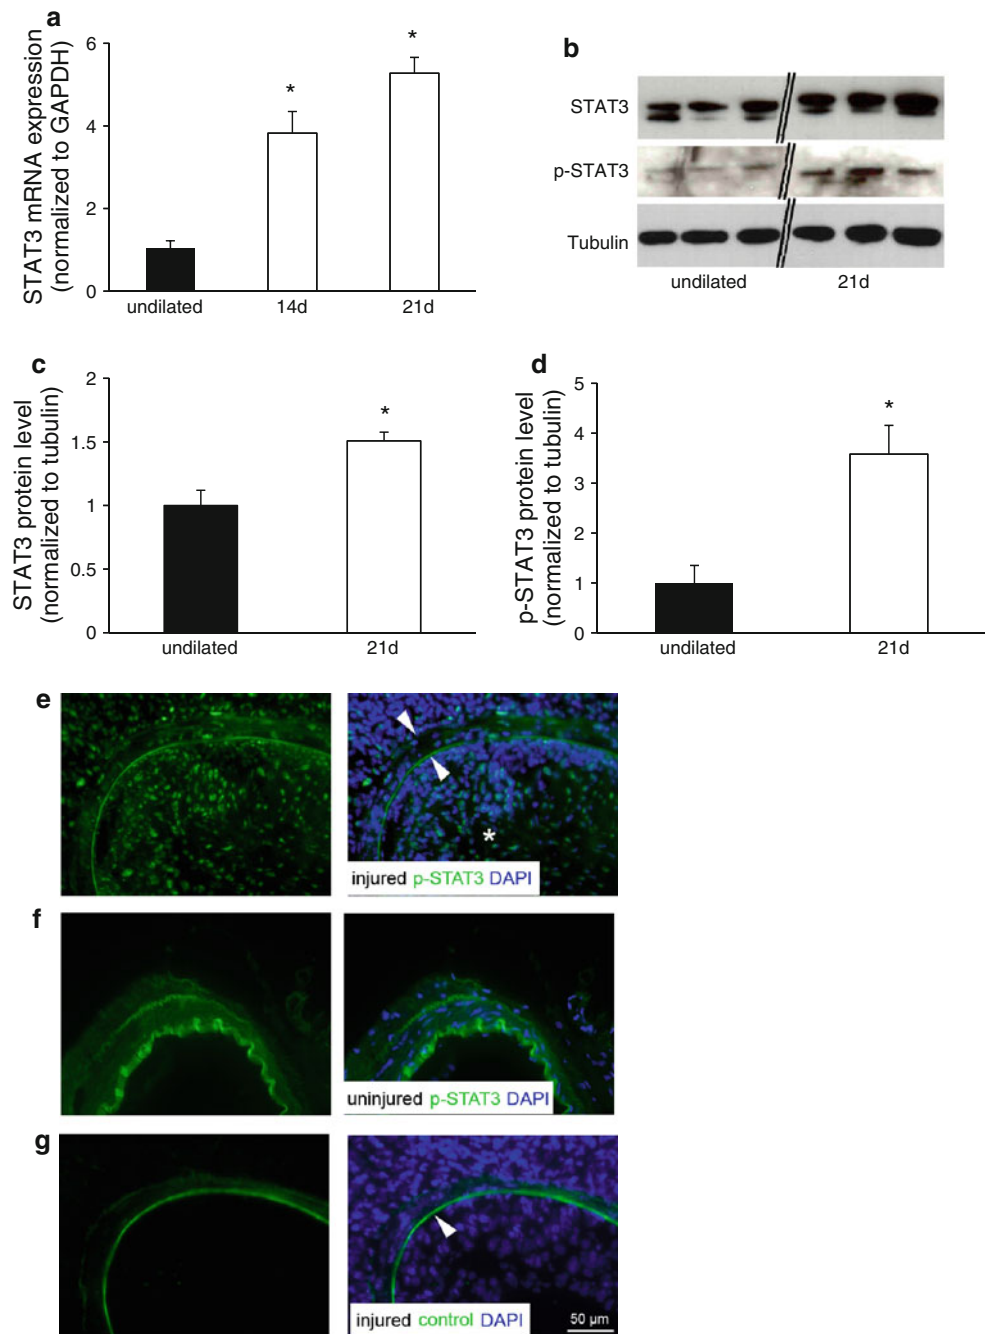 a
STAT3 mRNA expression
(normalized to GAPDH)
6
4
2
0
*
*
undilated 14d 21d
b
STAT3
p-STAT3
Tubulin
undilated 21d
c
STAT3 protein level
(normalized to tubulin)
2
1.5
1
0.5
0
*
undilated 21d
d
p-STAT3 protein level
(normalized to tubulin)
5
4
3
2
1
0
*
undilated 21d
e
*
injured p-STAT3 DAPI
f
uninjured p-STAT3 DAPI
g
injured control DAPI
50 µm